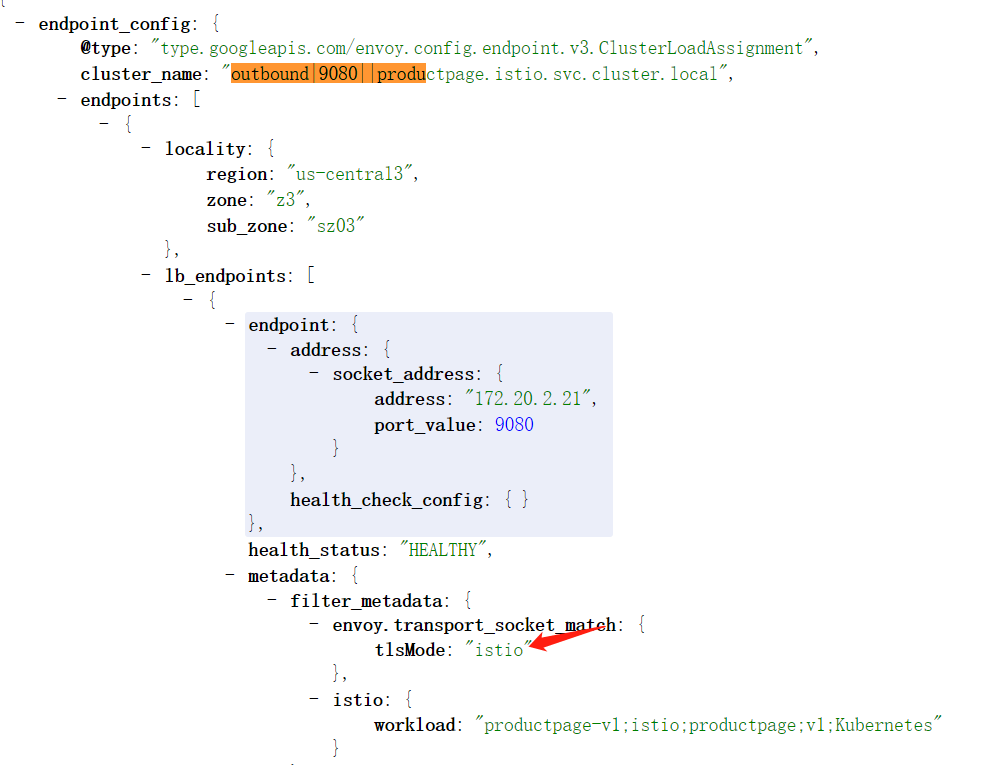 - endpoint_config: {
@type: "type.googleapis.com/envoy.config.endpoint.v3.ClusterLoadAssignment",
cluster_name: "outbound|9080||productpage.istio.svc.cluster.local",
- endpoints: [
- {
- locality: {
region: "us-central3",
zone: "z3",
sub_zone: "sz03"
},
- lb_endpoints: [
- {
- endpoint: {
- address: {
- socket_address: {
address: "172.20.2.21",
port_value: 9080
}
},
health_check_config: { }
},
health_status: "HEALTHY",
- metadata: {
- filter_metadata: {
- envoy.transport_socket_match: {
tlsMode: "istio"
},
- istio: {
workload: "productpage-v1;istio;productpage;v1;Kubernetes"
}